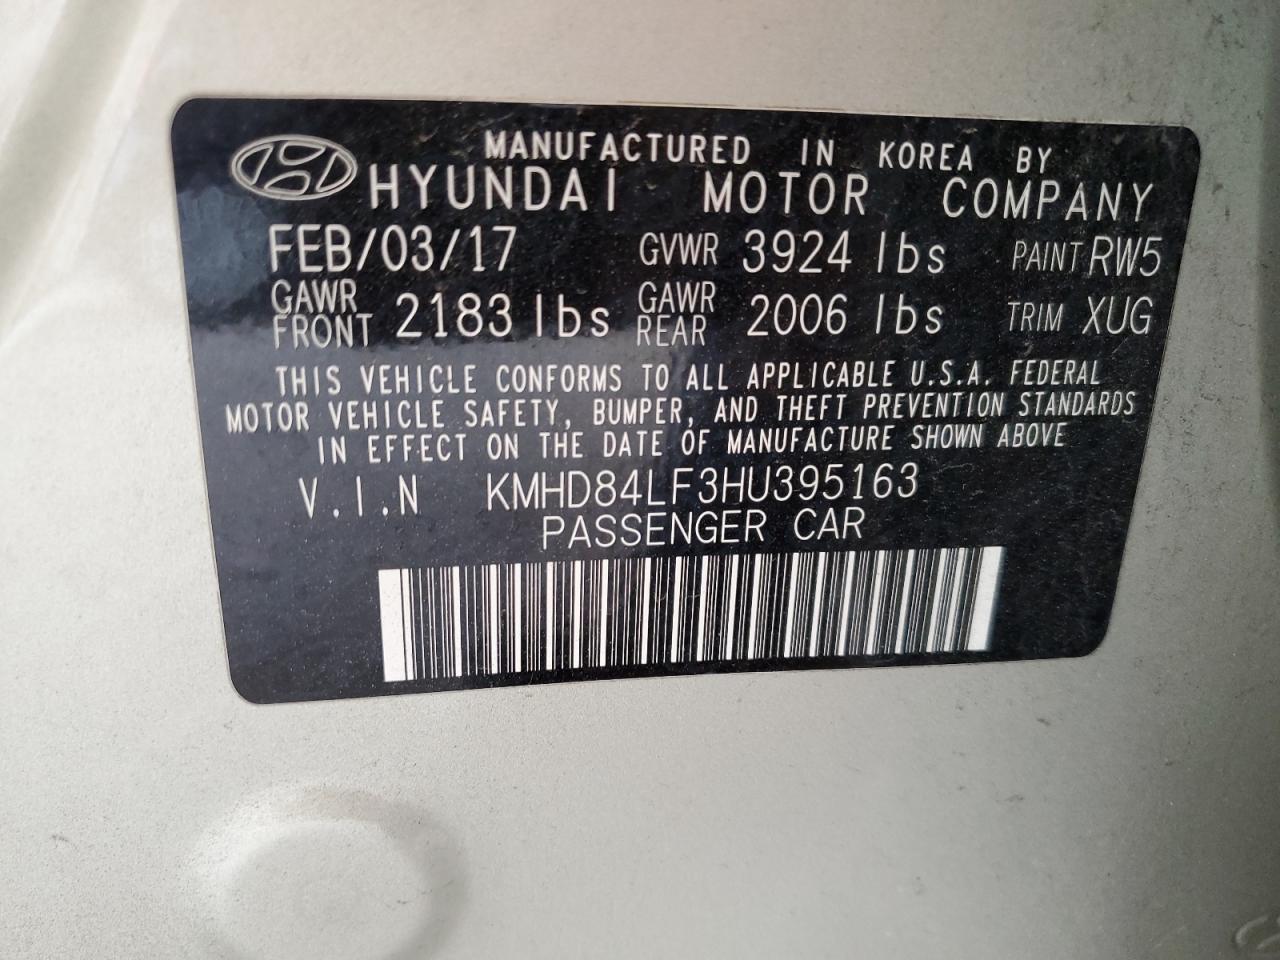 MANUFACTURED IN KOREA BY
HYUNDAI MOTOR COMPANY
FEB/03/17 GVWR 3924 lbs PAINT RW5
GAWR FRONT 2183 lbs GAWR REAR 2006 lbs TRIM XUG
THIS VEHICLE CONFORMS TO ALL APPLICABLE U.S.A. FEDERAL
MOTOR VEHICLE SAFETY, BUMPER, AND THEFT PREVENTION STANDARDS
IN EFFECT ON THE DATE OF MANUFACTURE SHOWN ABOVE
V.I.N KMHD84LF3HU395163
PASSENGER CAR